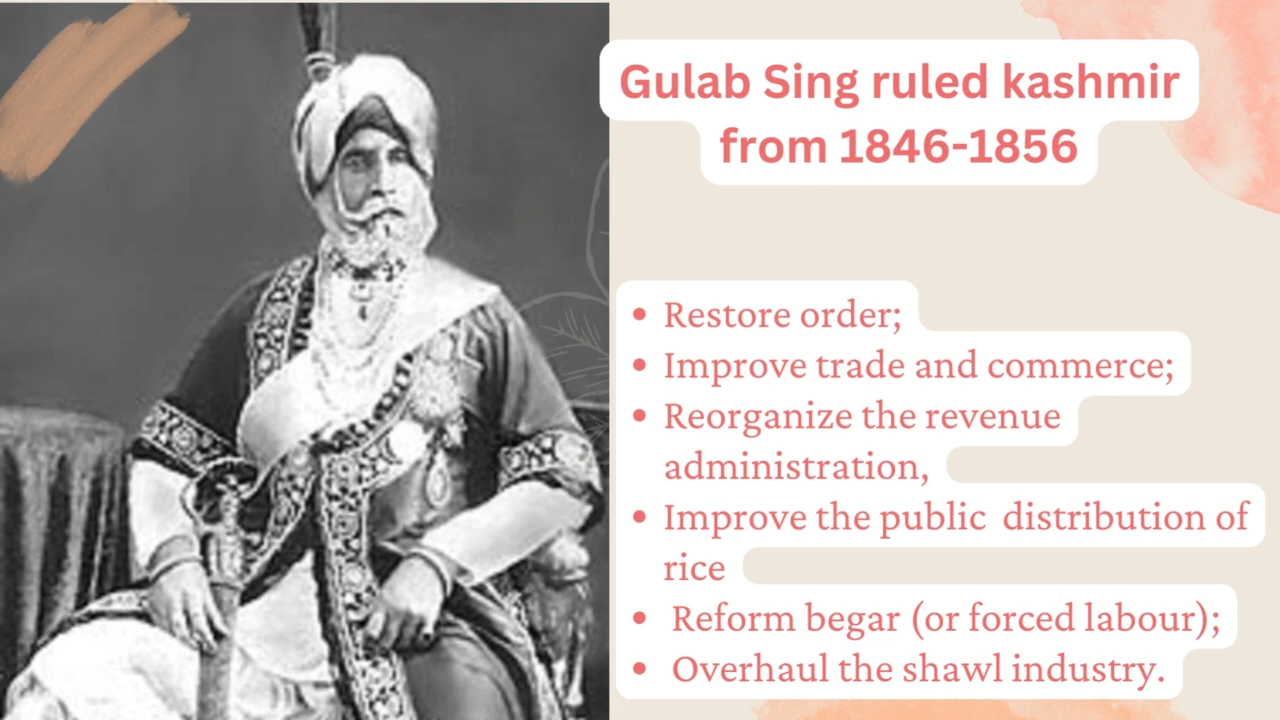 Gulab Sing ruled kashmir
from 1846-1856
• Restore order;
• Improve trade and commerce;
• Reorganize the revenue
administration,
• Improve the public distribution of
rice
• Reform begar (or forced labour);
• Overhaul the shawl industry.